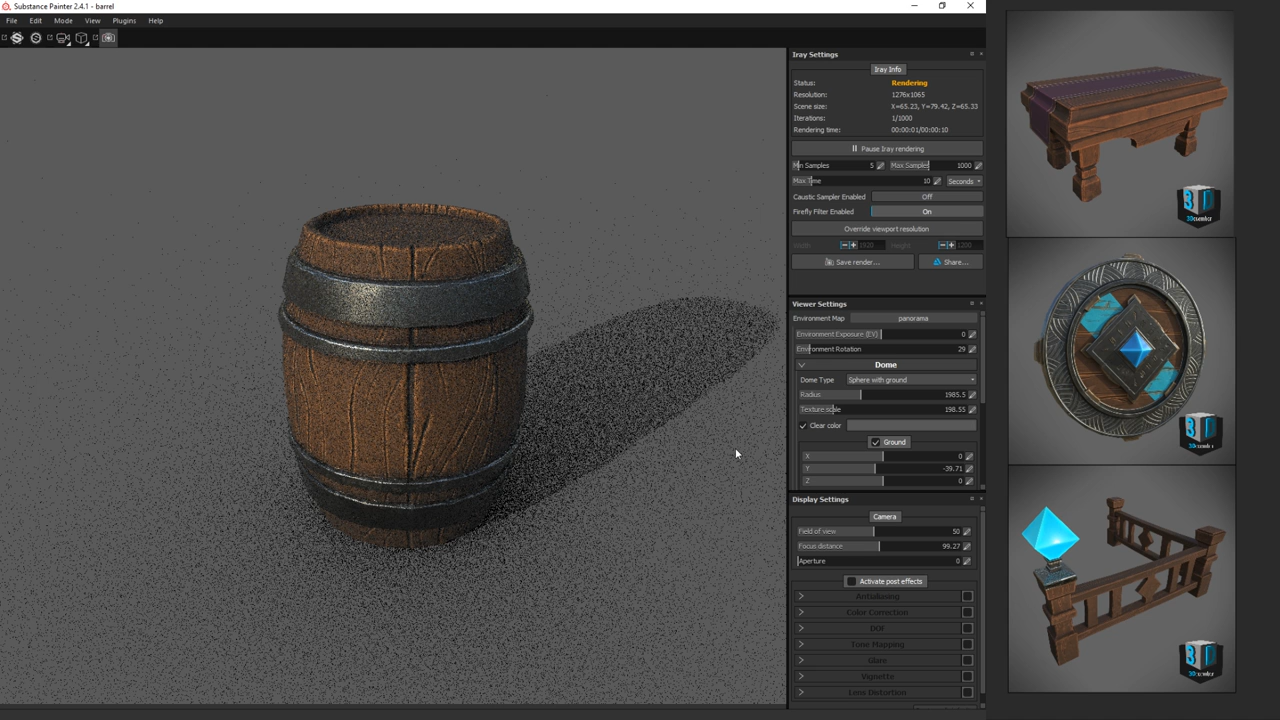 Substance Painter 2.4.1 - barrel
File Edit Mode View Plugins Help
Iray Settings
Iray Info
Status: Rendering
Resolution: 1276x1065
Scene size: X=65.23, Y=79.42, Z=65.33
Iterations: 1/1000
Rendering time: 00:00:01/00:00:10
Pause Iray rendering
Min Samples 5 Max Samples 1000
Max Time 10 Seconds
Caustic Sampler Enabled Off
Firefly Filter Enabled On
Override viewport resolution
Width 1920 Height 1200
Save render... Share...
Viewer Settings
Environment Map panorama
Environment Exposure (EV) 0
Environment Rotation 29
Dome
Dome Type Sphere with ground
Radius 1985.5
Texture scale 198.55
Clear color
Ground
X 0
Y -39.71
Z 0
Display Settings
Camera
Field of view 50
Focus distance 99.27
Aperture 0
Activate post effects
Antialiasing
Color Correction
DOF
Tone Mapping
Glare
Vignette
Lens Distortion